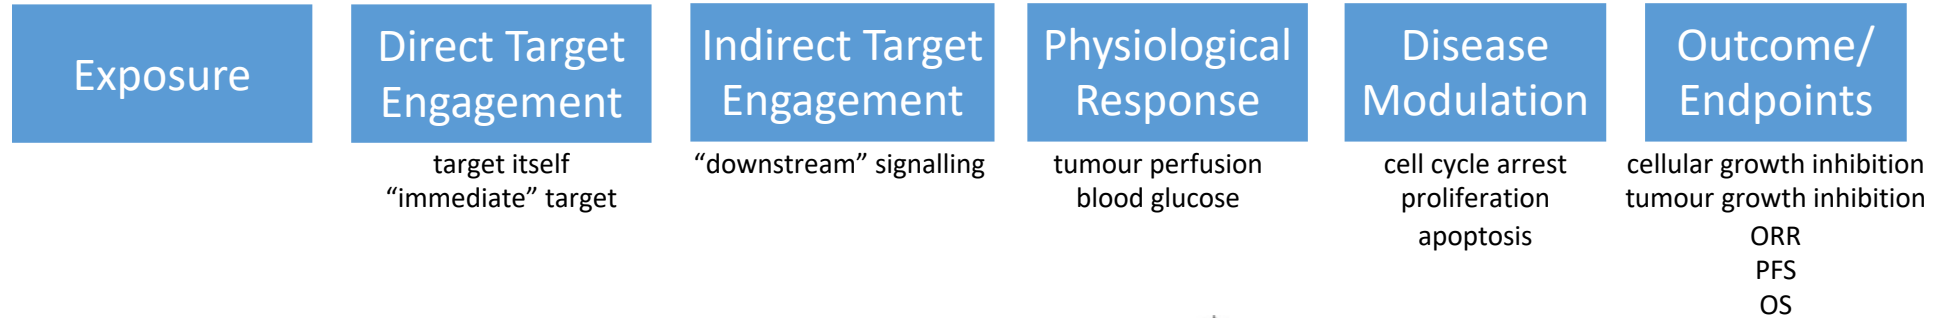 Exposure
Direct Target
Engagement
target itself
“immediate” target
Indirect Target
Engagement
“downstream” signalling
Physiological
Response
tumour perfusion
blood glucose
Disease
Modulation
cell cycle arrest
proliferation
apoptosis
Outcome/
Endpoints
cellular growth inhibition
tumour growth inhibition
ORR
PFS
OS